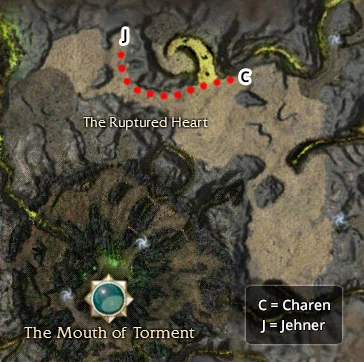 J
C
The Ruptured Heart
C = Charen
J = Jehner
The Mouth of Torment